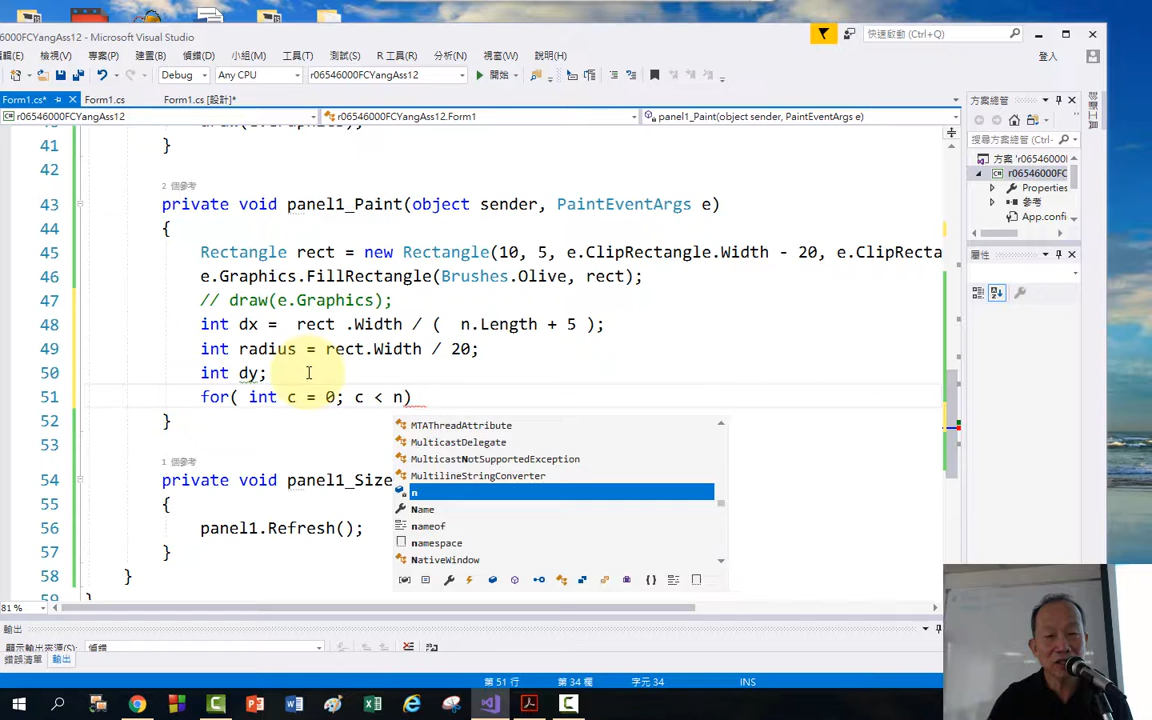 6000FCYangAss12 - Microsoft Visual Studio
快速啟動 (Ctrl+Q)
編輯(E) 檢視(V) 專案(P) 建置(B) 偵錯(D) 小組(M) 工具(T) 測試(S) R 工具(R) 分析(N) 視窗(W) 說明(H)
登入
Debug Any CPU r06546000FCYangAss12 開始
Form1.cs* Form1.cs Form1.cs [設計]*
方案總管
r06546000FCYangAss12 r06546000FCYangAss12.Form1 panel1_Paint(object sender, PaintEventArgs e)
搜尋方案總管 (Ctrl-
方案 'r06546000
r06546000FC
Properties
參考
App.confi
屬性
41 }
42
2 個參考
43 private void panel1_Paint(object sender, PaintEventArgs e)
44 {
45 Rectangle rect = new Rectangle(10, 5, e.ClipRectangle.Width - 20, e.ClipRecta
46 e.Graphics.FillRectangle(Brushes.Olive, rect);
47 // draw(e.Graphics);
48 int dx =  rect .Width / (  n.Length + 5 );
49 int radius = rect.Width / 20;
50 int dy;
51 for( int c = 0; c < n)
52 }
53
1 個參考
54 private void panel1_Size
55 {
56 panel1.Refresh();
57 }
58 }
59
MTAThreadAttribute
MulticastDelegate
MulticastNotSupportedException
MultilineStringConverter
n
Name
nameof
namespace
NativeWindow
81 %
輸出
顯示輸出來源(S): 偵錯
錯誤清單 輸出
第 51 行 第 34 欄 字元 34 INS